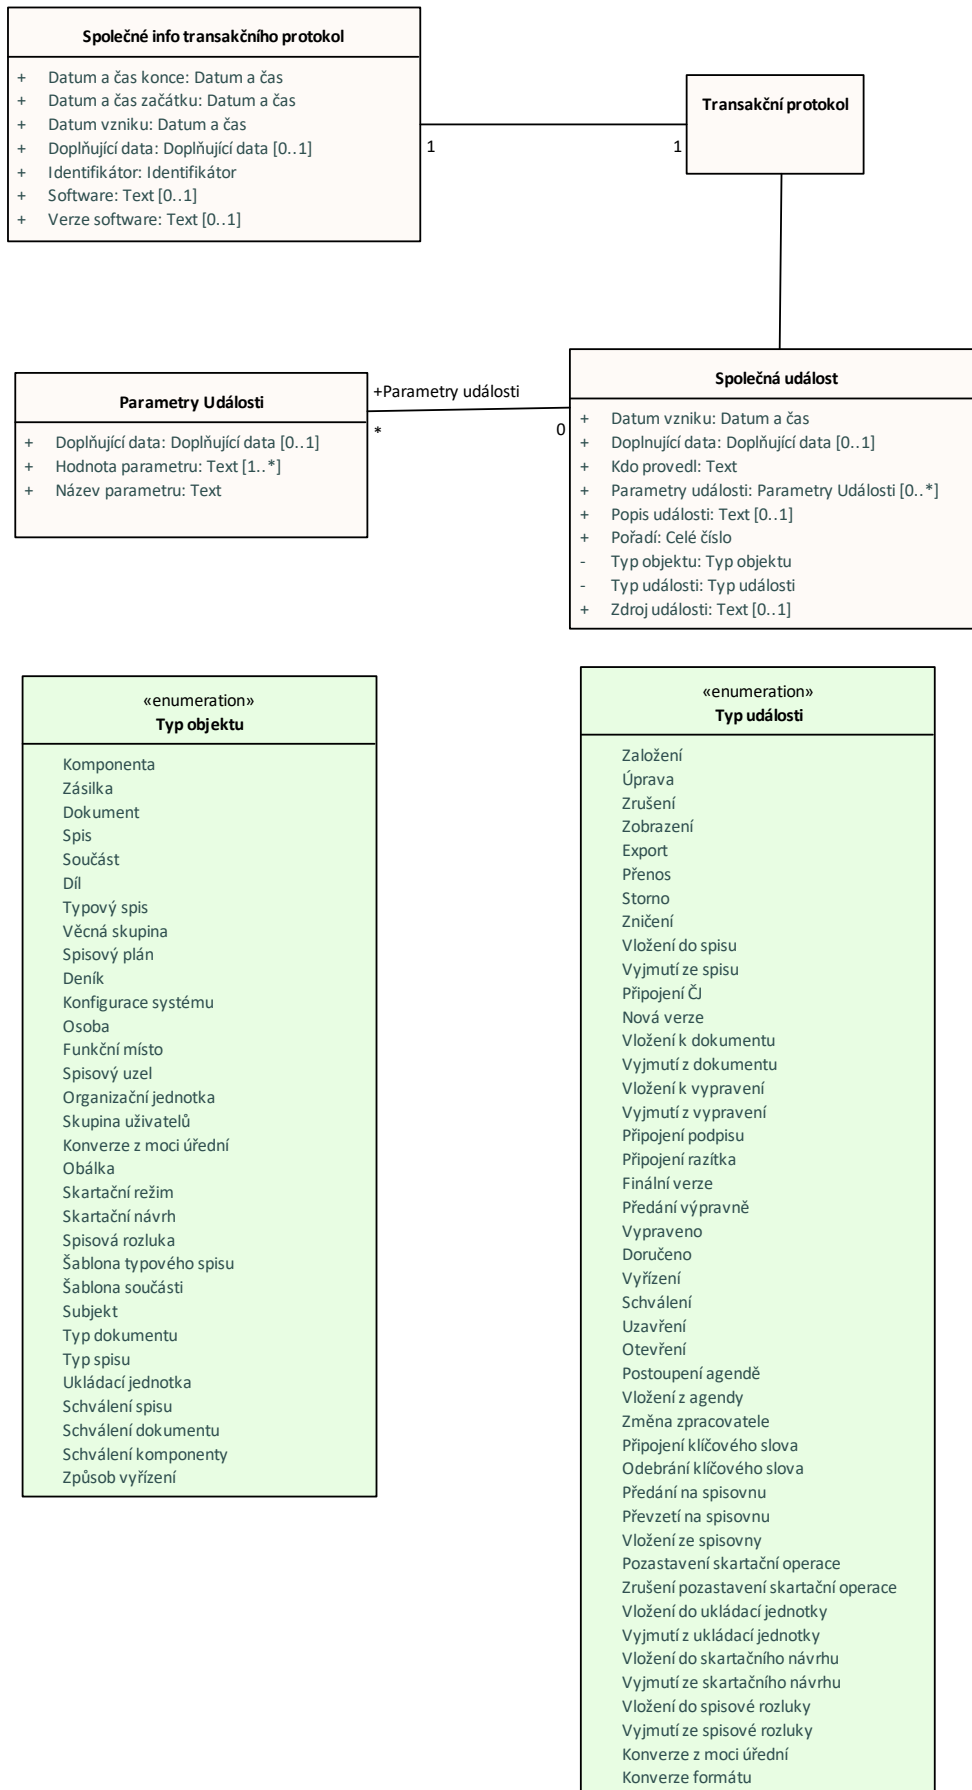 Společné info transakčního protokol
+ Datum a čas konce: Datum a čas
+ Datum a čas začátku: Datum a čas
+ Datum vzniku: Datum a čas
+ Doplňující data: Doplňující data [0..1]
+ Identifikátor: Identifikátor
+ Software: Text [0..1]
+ Verze software: Text [0..1]
1
1
Transakční protokol
Parametry Události
+ Doplňující data: Doplňující data [0..1]
+ Hodnota parametru: Text [1..*]
+ Název parametru: Text
+Parametry události
*
0
Společná událost
+ Datum vzniku: Datum a čas
+ Doplnující data: Doplňující data [0..1]
+ Kdo provedl: Text
+ Parametry události: Parametry Události [0..*]
+ Popis události: Text [0..1]
+ Pořadí: Celé číslo
- Typ objektu: Typ objektu
- Typ události: Typ události
+ Zdroj události: Text [0..1]
«enumeration»
Typ objektu
Komponenta
Zásilka
Dokument
Spis
Součást
Díl
Typový spis
Věcná skupina
Spisový plán
Deník
Konfigurace systému
Osoba
Funkční místo
Spisový uzel
Organizační jednotka
Skupina uživatelů
Konverze z moci úřední
Obálka
Skartační režim
Skartační návrh
Spisová rozluka
Šablona typového spisu
Šablona součásti
Subjekt
Typ dokumentu
Typ spisu
Ukládací jednotka
Schválení spisu
Schválení dokumentu
Schválení komponenty
Způsob vyřízení
«enumeration»
Typ události
Založení
Úprava
Zrušení
Zobrazení
Export
Přenos
Storno
Zničení
Vložení do spisu
Vyjmutí ze spisu
Připojení ČJ
Nová verze
Vložení k dokumentu
Vyjmutí z dokumentu
Vložení k vypravení
Vyjmutí z vypravení
Připojení podpisu
Připojení razítka
Finální verze
Předání výpravně
Vypraveno
Doručeno
Vyřízení
Schválení
Uzavření
Otevření
Postoupení agendě
Vložení z agendy
Změna zpracovatele
Připojení klíčového slova
Odebrání klíčového slova
Předání na spisovnu
Převzetí na spisovnu
Vložení ze spisovny
Pozastavení skartační operace
Zrušení pozastavení skartační operace
Vložení do ukládací jednotky
Vyjmutí z ukládací jednotky
Vložení do skartačního návrhu
Vyjmutí ze skartačního návrhu
Vložení do spisové rozluky
Vyjmutí ze spisové rozluky
Konverze z moci úřední
Konverze formátu